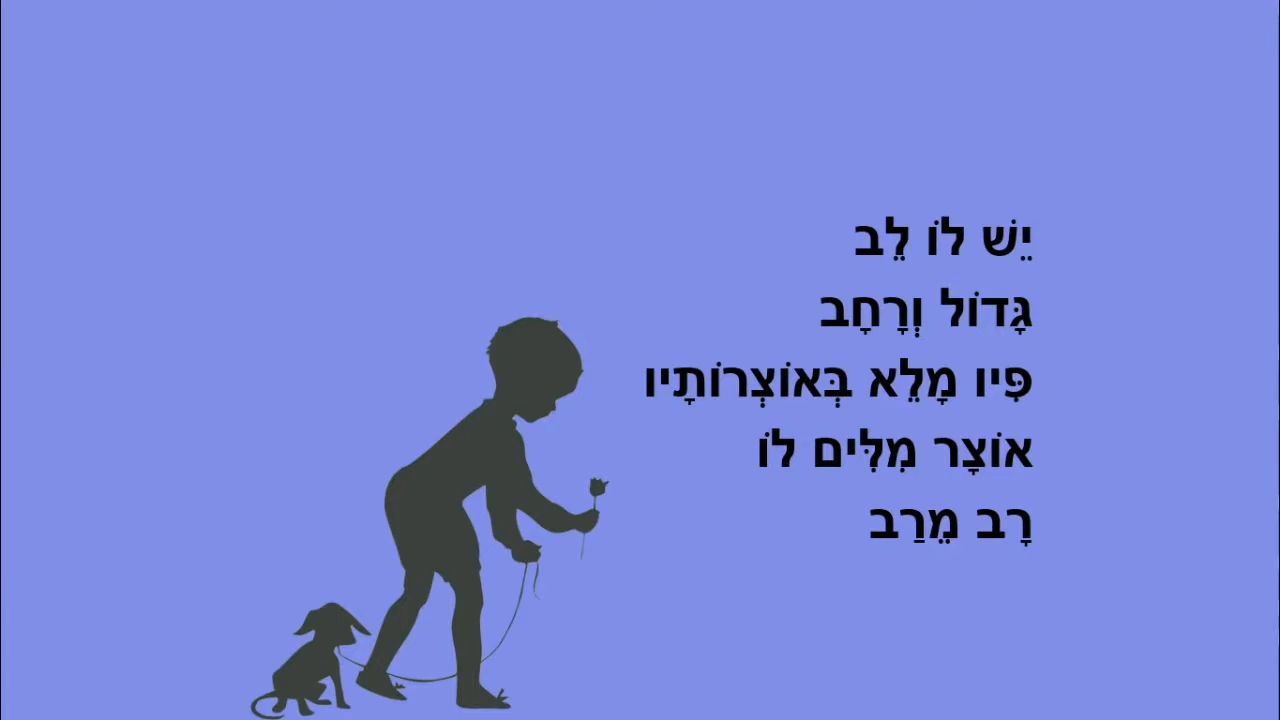 יֵשׁ לוֹ לֵב
גָּדוֹל וְרָחָב
פִּיו מָלֵא בְּאוֹצְרוֹתָיו
אוֹצָר מִלִּים לוֹ
רָב מֵרַב